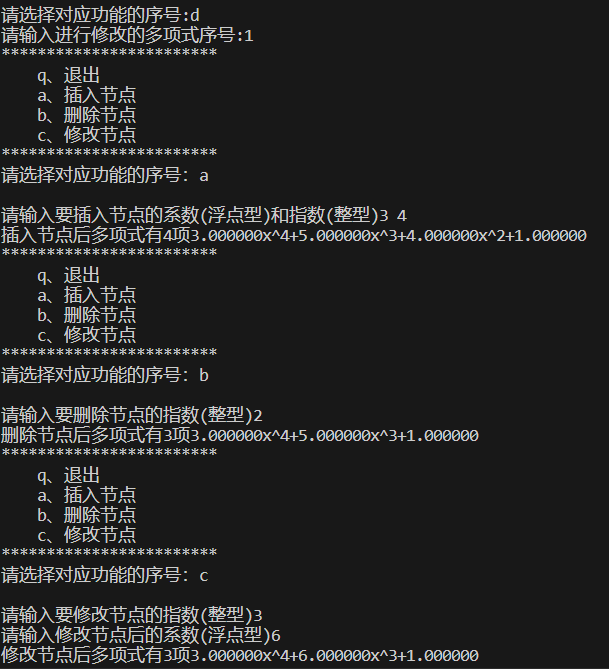 请选择对应功能的序号:d
请输入进行修改的多项式序号:1
************************
    q、退出
    a、插入节点
    b、删除节点
    c、修改节点
************************
请选择对应功能的序号: a

请输入要插入节点的系数(浮点型)和指数(整型)3 4
插入节点后多项式有4项3.000000x^4+5.000000x^3+4.000000x^2+1.000000
************************
    q、退出
    a、插入节点
    b、删除节点
    c、修改节点
************************
请选择对应功能的序号: b

请输入要删除节点的指数(整型)2
删除节点后多项式有3项3.000000x^4+5.000000x^3+1.000000
************************
    q、退出
    a、插入节点
    b、删除节点
    c、修改节点
************************
请选择对应功能的序号: c

请输入要修改节点的指数(整型)3
请输入修改节点后的系数(浮点型)6
修改节点后多项式有3项3.000000x^4+6.000000x^3+1.000000